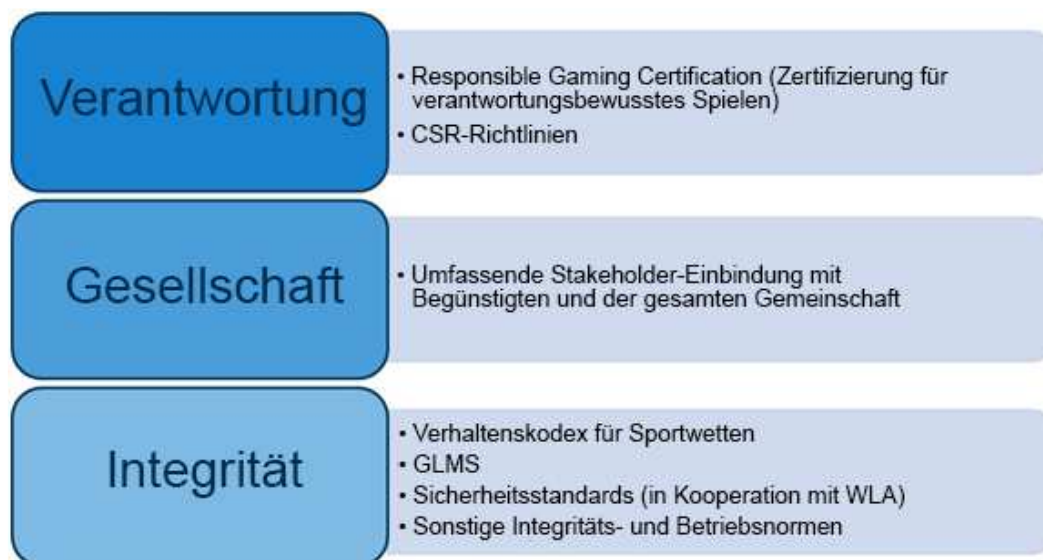 Verantwortung
• Responsible Gaming Certification (Zertifizierung für
verantwortungsbewusstes Spielen)
• CSR-Richtlinien
Gesellschaft
• Umfassende Stakeholder-Einbindung mit
Begünstigten und der gesamten Gemeinschaft
Integrität
• Verhaltenskodex für Sportwetten
• GLMS
• Sicherheitsstandards (in Kooperation mit WLA)
• Sonstige Integritäts- und Betriebsnormen